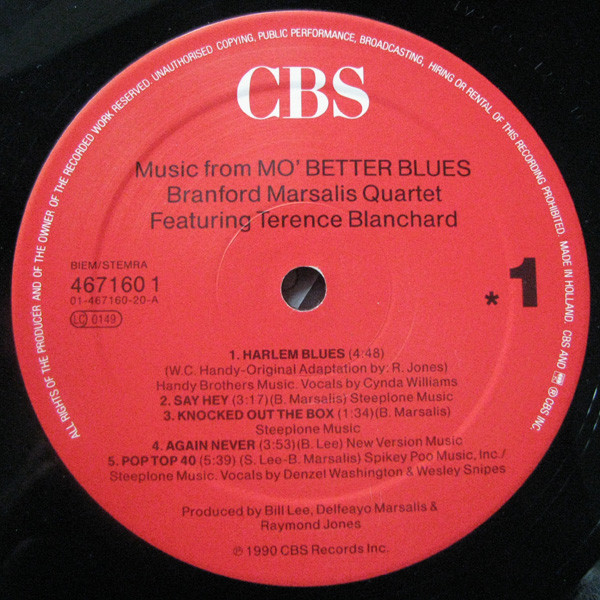 ALL RIGHTS OF THE PRODUCER AND OF THE OWNER OF THE RECORDED WORK RESERVED. UNAUTHORISED COPYING, PUBLIC PERFORMANCE, BROADCASTING, HIRING OR RENTAL OF THIS RECORDING PROHIBITED. MADE IN HOLLAND. CBS AND ℗ CBS INC.
CBS
Music from MO' BETTER BLUES
Branford Marsalis Quartet
Featuring Terence Blanchard
BIEM/STEMRA
467160 1
01-467160-20-A
LC 0149
* 1
1. HARLEM BLUES (4:48)
(W.C. Handy-Original Adaptation by: R. Jones)
Handy Brothers Music. Vocals by Cynda Williams
2. SAY HEY (3:17)(B. Marsalis) Steeplone Music
3. KNOCKED OUT THE BOX (1:34)(B. Marsalis)
Steeplone Music
4. AGAIN NEVER (3:53)(B. Lee) New Version Music
5. POP TOP 40 (5:39) (S. Lee-B. Marsalis) Spikey Poo Music, Inc./
Steeplone Music. Vocals by Denzel Washington & Wesley Snipes
Produced by Bill Lee, Delfeayo Marsalis &
Raymond Jones
℗ 1990 CBS Records Inc.